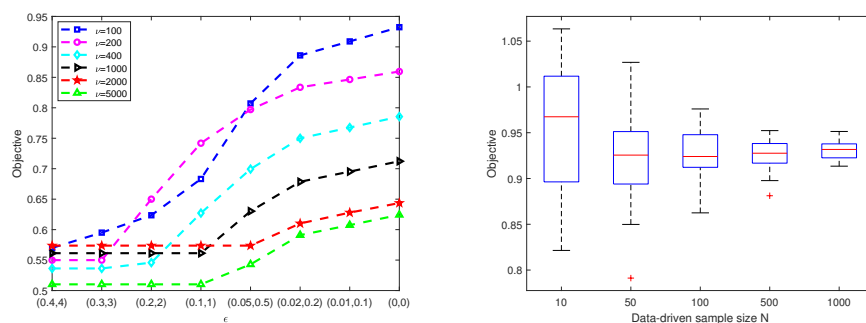 0.95
0.9
0.85
0.8
0.75
0.7
0.65
0.6
0.55
0.5
Objective
ν=100
ν=200
ν=400
ν=1000
ν=2000
ν=5000
(0.4,4) (0.3,3) (0.2,2) (0.1,1) (0.05,0.5) (0.02,0.2) (0.01,0.1) (0,0)
ϵ
1.05
1
0.95
0.9
0.85
0.8
Objective
10 50 100 500 1000
Data-driven sample size N